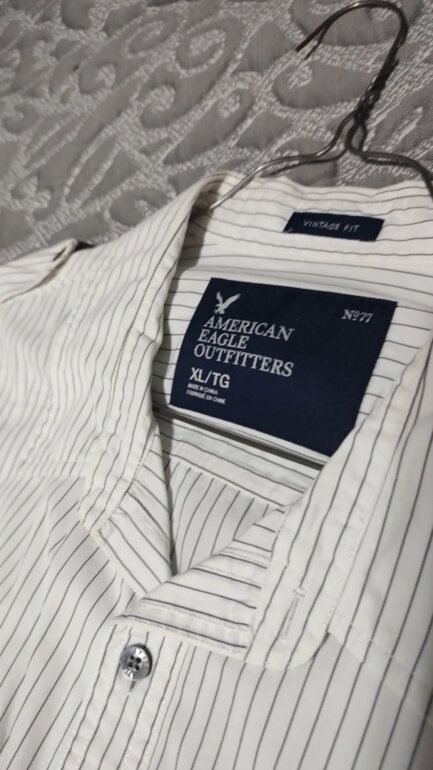 VINTAGE FIT
Nº77
AMERICAN
EAGLE
OUTFITTERS
XL/TG
MADE IN CHINA
FABRIQUÉ EN CHINE